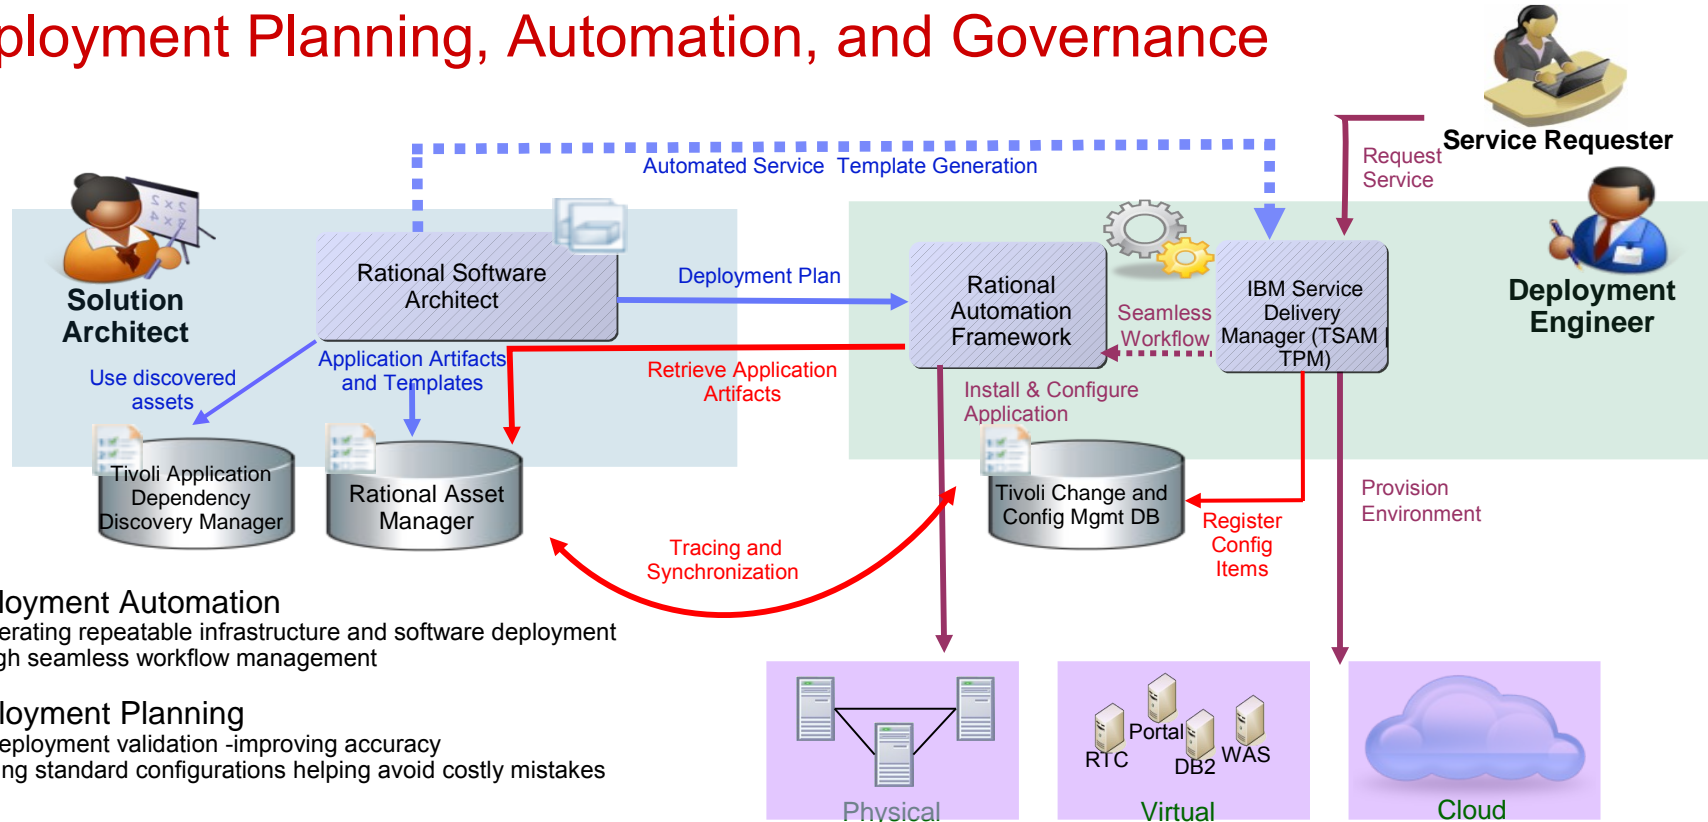 ployment Planning, Automation, and Governance
Service Requester
Request
Service
Automated Service Template Generation
Solution
Architect
Rational Software
Architect
Deployment Plan
Rational
Automation
Framework
Seamless
Workflow
IBM Service
Delivery
Manager (TSAM |
TPM)
Deployment
Engineer
Use discovered
assets
Application Artifacts
and Templates
Retrieve Application
Artifacts
Install & Configure
Application
Tivoli Application
Dependency
Discovery Manager
Rational Asset
Manager
Tivoli Change and
Config Mgmt DB
Register
Config
Items
Provision
Environment
Tracing and
Synchronization
loyment Automation
erating repeatable infrastructure and software deployment
gh seamless workflow management
loyment Planning
eployment validation -improving accuracy
ing standard configurations helping avoid costly mistakes
Portal
RTC
DB2
WAS
Physical
Virtual
Cloud